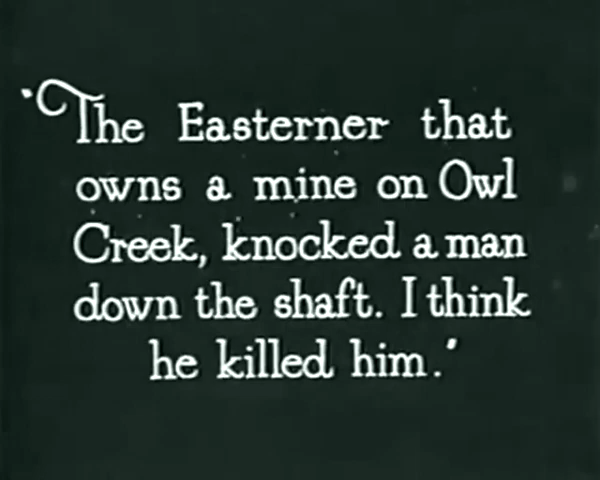 "The Easterner that
owns a mine on Owl
Creek, knocked a man
down the shaft. I think
he killed him."